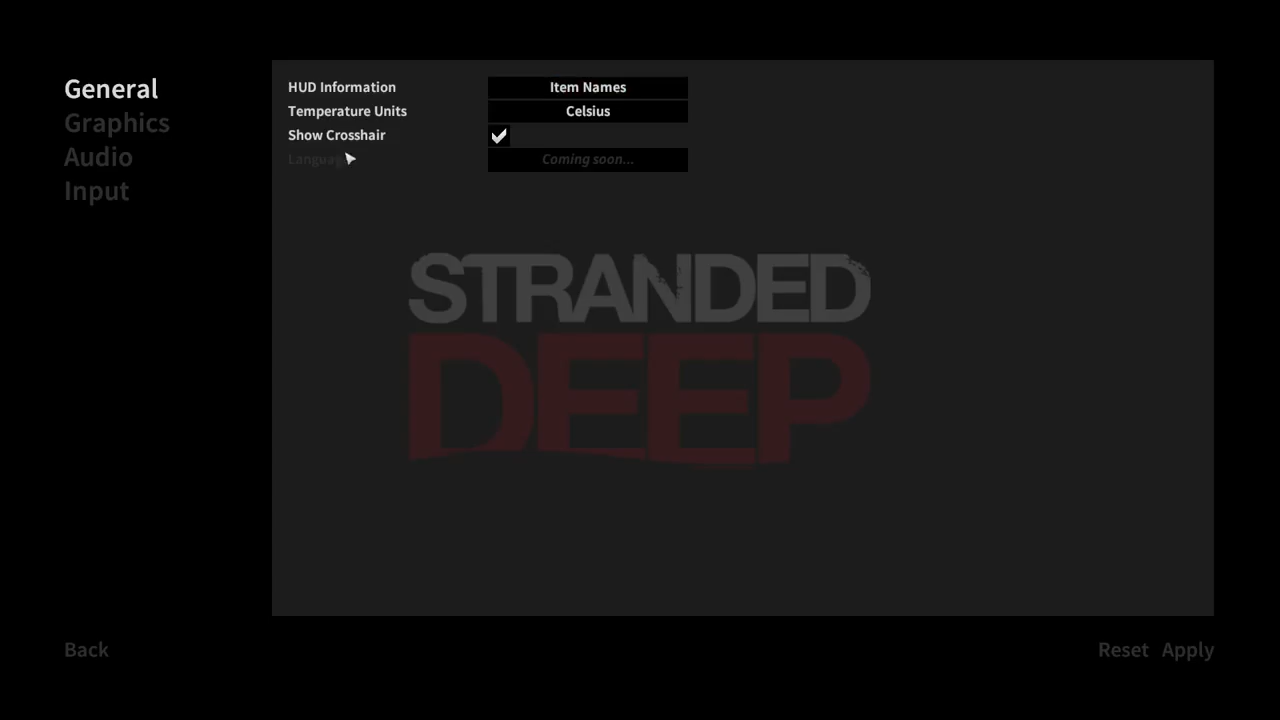 General
Graphics
Audio
Input
HUD Information Item Names
Temperature Units Celsius
Show Crosshair
Language Coming soon...
STRANDED
DEEP
Back
Reset Apply